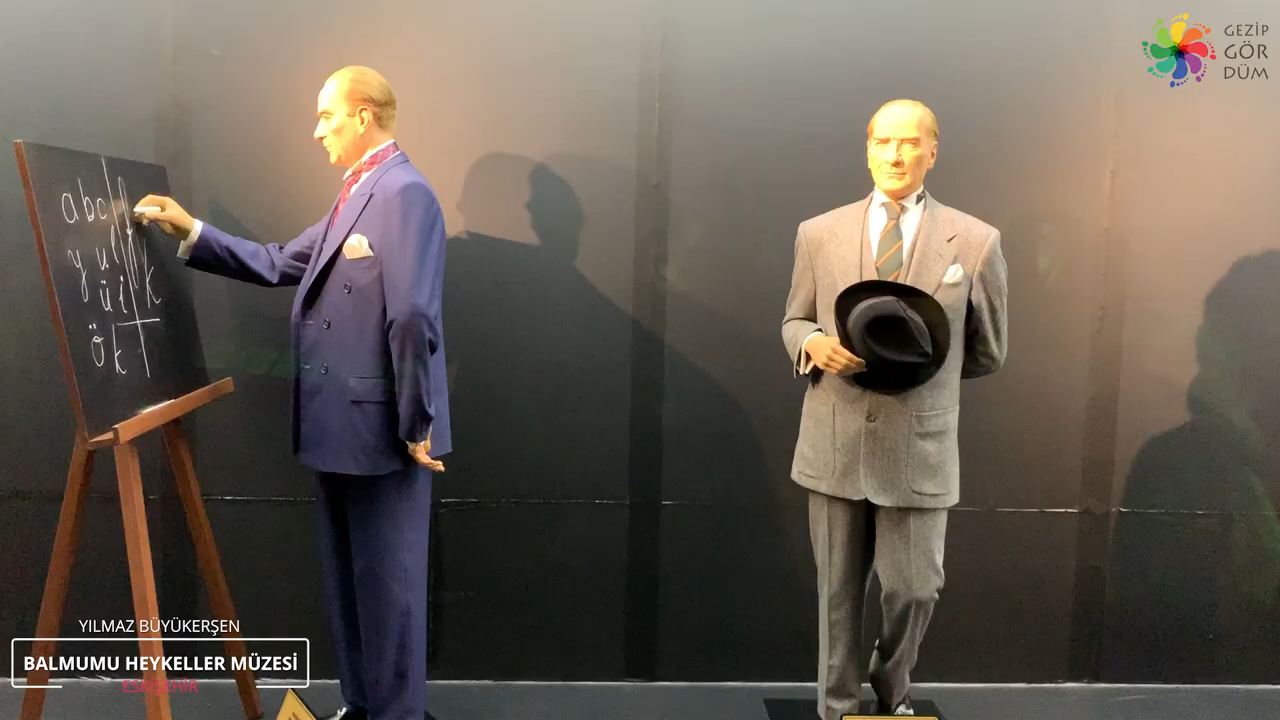 GEZİP
GÖR
DÜM
abc
y u
ü i k
ö k
YILMAZ BÜYÜKERŞEN
BALMUMU HEYKELLER MÜZESİ
ESKİŞEHİR